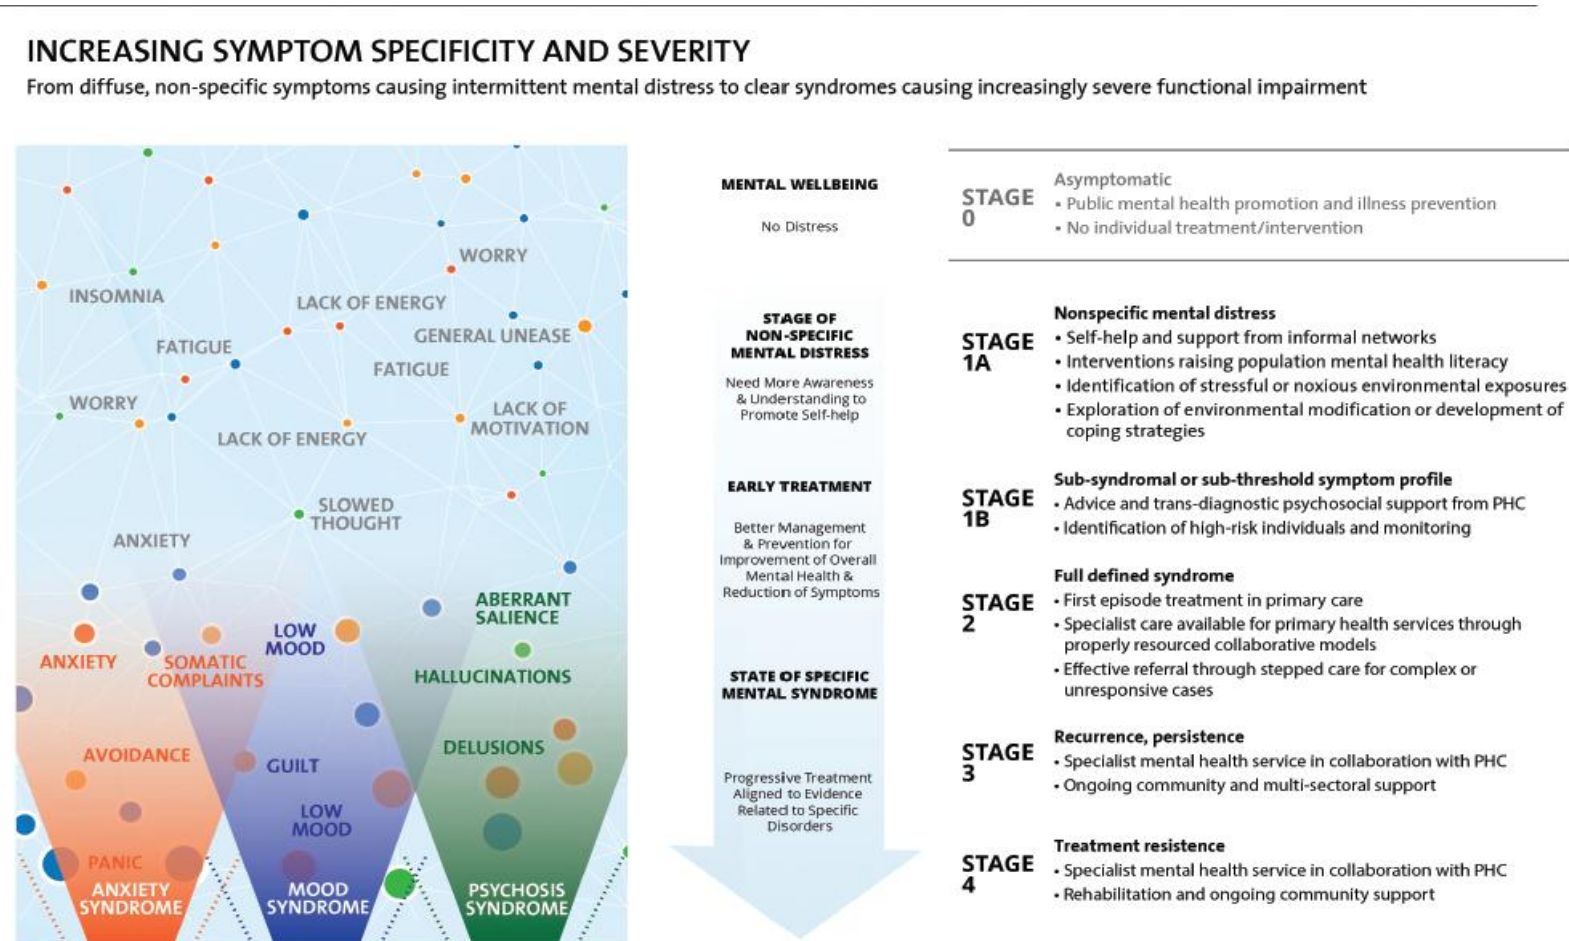 INCREASING SYMPTOM SPECIFICITY AND SEVERITY
From diffuse, non-specific symptoms causing intermittent mental distress to clear syndromes causing increasingly severe functional impairment
WORRY
INSOMNIA
LACK OF ENERGY
GENERAL UNEASE
FATIGUE
FATIGUE
WORRY
LACK OF
MOTIVATION
LACK OF ENERGY
SLOWED
THOUGHT
ANXIETY
ABERRANT
SALIENCE
LOW
MOOD
ANXIETY
SOMATIC
COMPLAINTS
HALLUCINATIONS
AVOIDANCE
GUILT
DELUSIONS
LOW
MOOD
PANIC
ANXIETY
SYNDROME
MOOD
SYNDROME
PSYCHOSIS
SYNDROME
MENTAL WELLBEING
No Distress
STAGE OF
NON-SPECIFIC
MENTAL DISTRESS
Need More Awareness
& Understanding to
Promote Self-help
EARLY TREATMENT
Better Management
& Prevention for
Improvement of Overall
Mental Health &
Reduction of Symptoms
STATE OF SPECIFIC
MENTAL SYNDROME
Progressive Treatment
Aligned to Evidence
Related to Specific
Disorders
STAGE
0
Asymptomatic
• Public mental health promotion and illness prevention
• No individual treatment/intervention
STAGE
1A
Nonspecific mental distress
• Self-help and support from informal networks
• Interventions raising population mental health literacy
• Identification of stressful or noxious environmental exposures
• Exploration of environmental modification or development of
coping strategies
STAGE
1B
Sub-syndromal or sub-threshold symptom profile
• Advice and trans-diagnostic psychosocial support from PHC
• Identification of high-risk individuals and monitoring
STAGE
2
Full defined syndrome
• First episode treatment in primary care
• Specialist care available for primary health services through
properly resourced collaborative models
• Effective referral through stepped care for complex or
unresponsive cases
STAGE
3
Recurrence, persistence
• Specialist mental health service in collaboration with PHC
• Ongoing community and multi-sectoral support
STAGE
4
Treatment resistance
• Specialist mental health service in collaboration with PHC
• Rehabilitation and ongoing community support